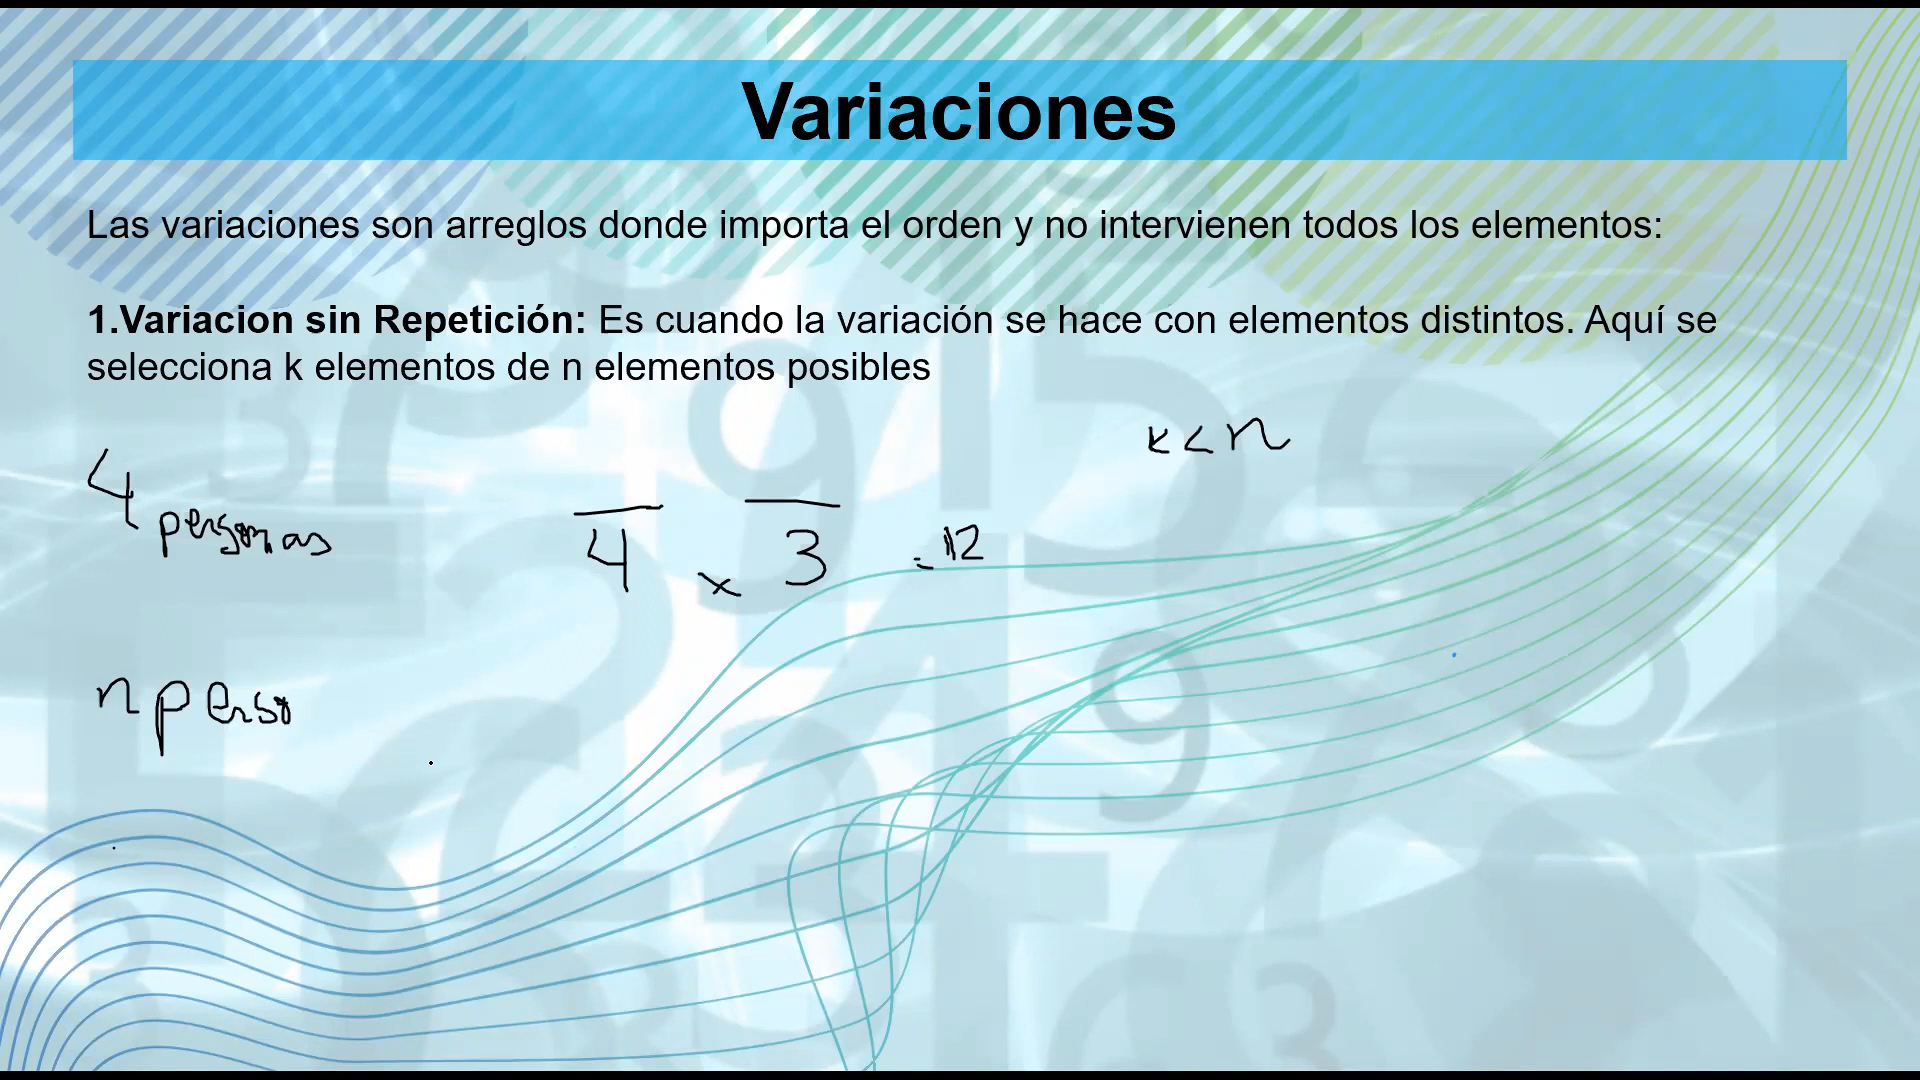 Variaciones
Las variaciones son arreglos donde importa el orden y no intervienen todos los elementos:
1.Variacion sin Repetición: Es cuando la variación se hace con elementos distintos. Aquí se
selecciona k elementos de n elementos posibles
k < n
4 personas
4 x 3 = 12
n perso